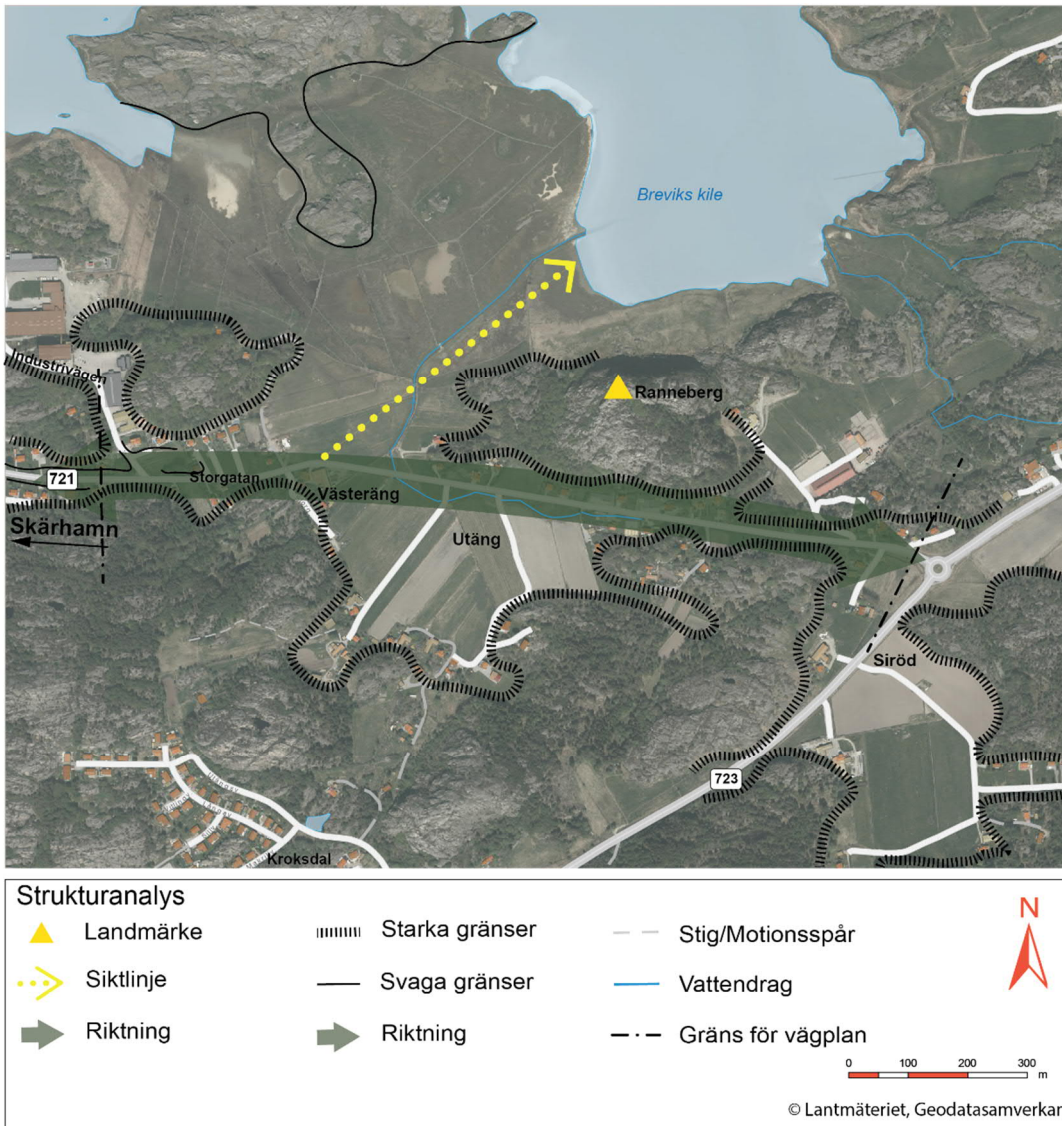 Breviks kile
Ranneberg
Industrivägen
721
Storgatan
Västeräng
Skärhamn
Utäng
Siröd
723
Utängar
Kroksdal
Strukturanalys
Landmärke
Starka gränser
Stig/Motionsspår
Siktlinje
Svaga gränser
Vattendrag
Riktning
Riktning
Gräns för vägplan
N
0 100 200 300
m
© Lantmäteriet, Geodatasamverkan